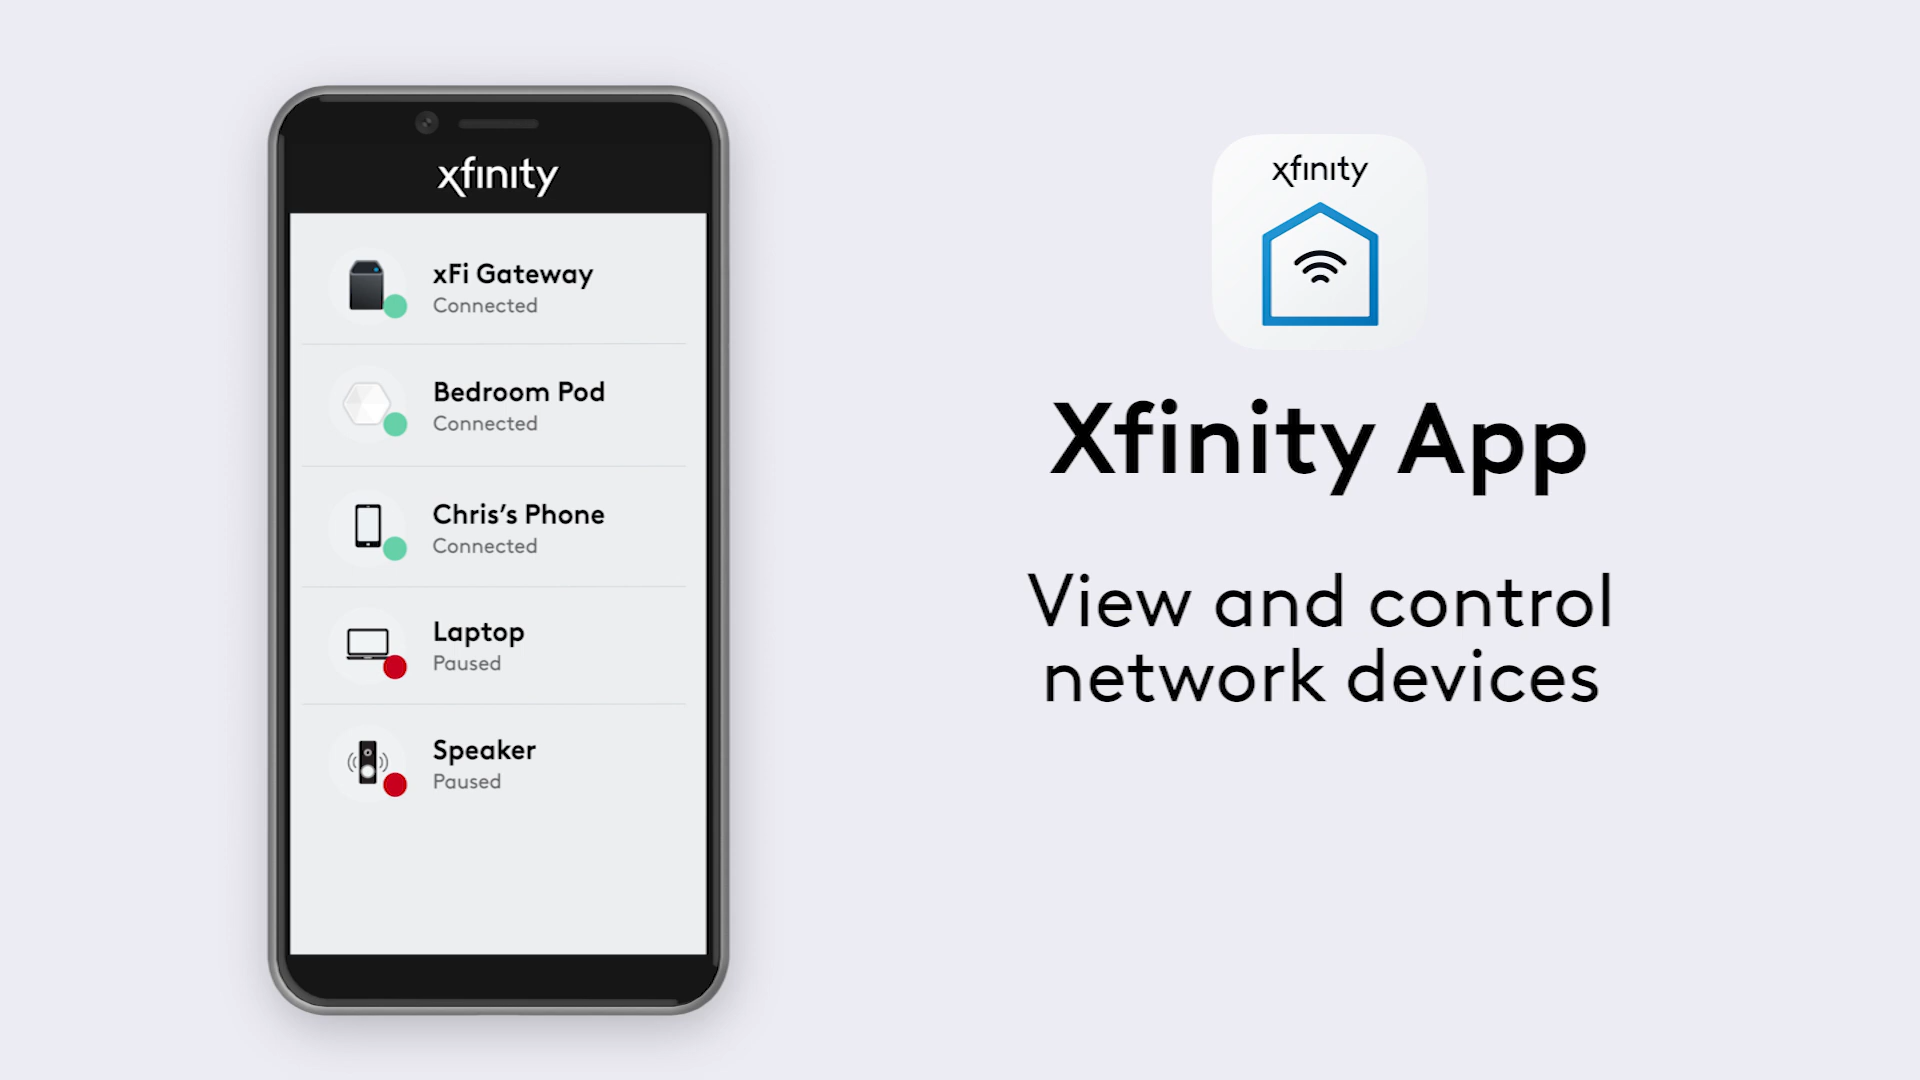 xfinity
xFi Gateway
Connected
Bedroom Pod
Connected
Chris’s Phone
Connected
Laptop
Paused
Speaker
Paused
xfinity
Xfinity App
View and control
network devices